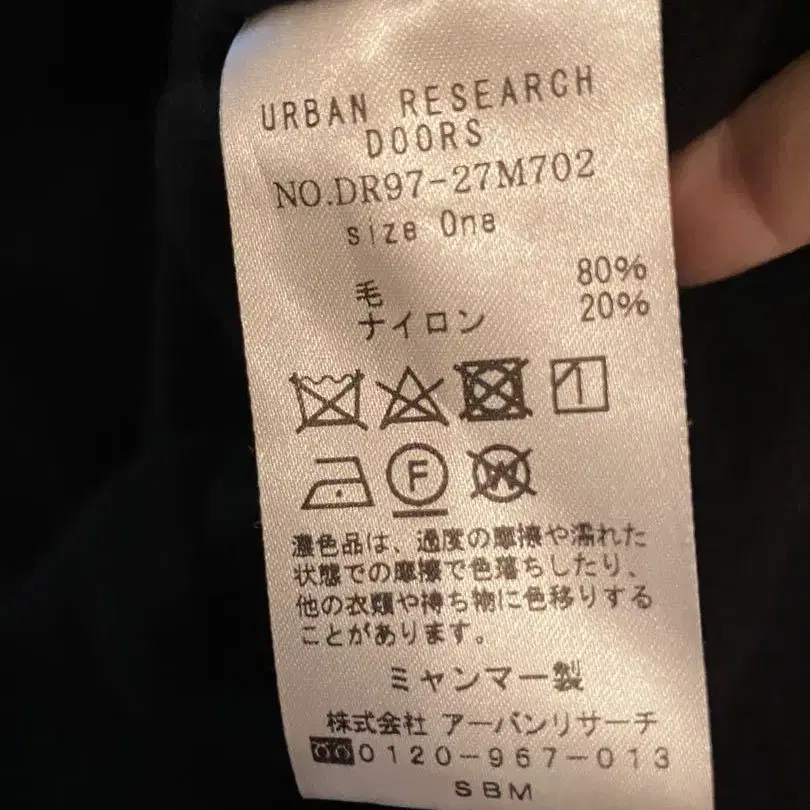 URBAN RESEARCH
DOORS
NO.DR97-27M702
size One
毛 80%
ナイロン 20%
F W
濃色品は、過度の摩擦や濡れた
状態での摩擦で色落ちしたり、
他の衣類や持ち物に色移りする
ことがあります。
ミャンマー製
株式会社 アーバンリサーチ
0120-967-013
SBM